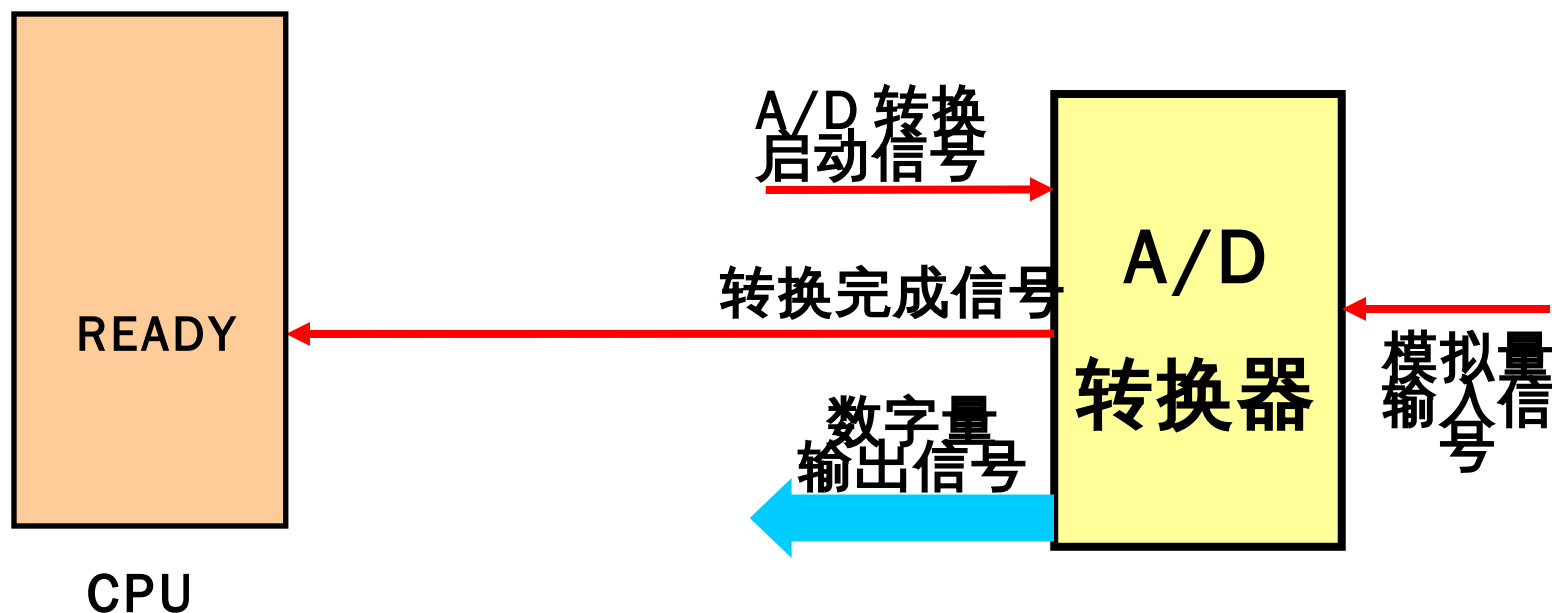 A/D 转换
启动信号
A/D
转换器
转换完成信号
READY
模拟量
输入信
号
数字量
输出信号
CPU